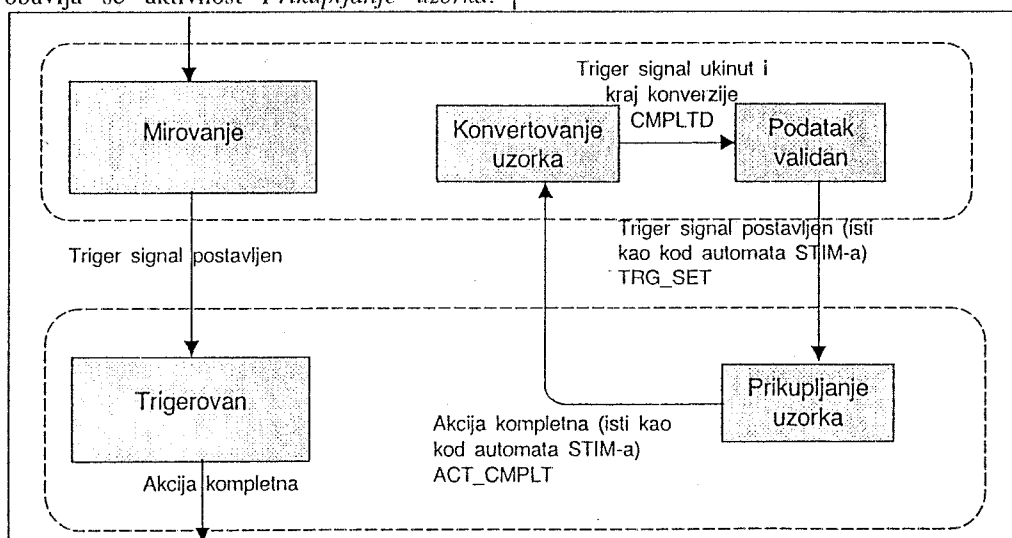 obavlja se aktivnost Prikupljanje uzorka.
Mirovanje
Triger signal ukinut i
kraj konverzije
CMPLTD
Konvertovanje
uzorka
Podatak
validan
Triger signal postavljen
Triger signal postavljen (isti
kao kod automata STIM-a)
TRG_SET
Trigerovan
Prikupljanje
uzorka
Akcija kompletna (isti kao
kod automata STIM-a)
ACT_CMPLT
Akcija kompletna